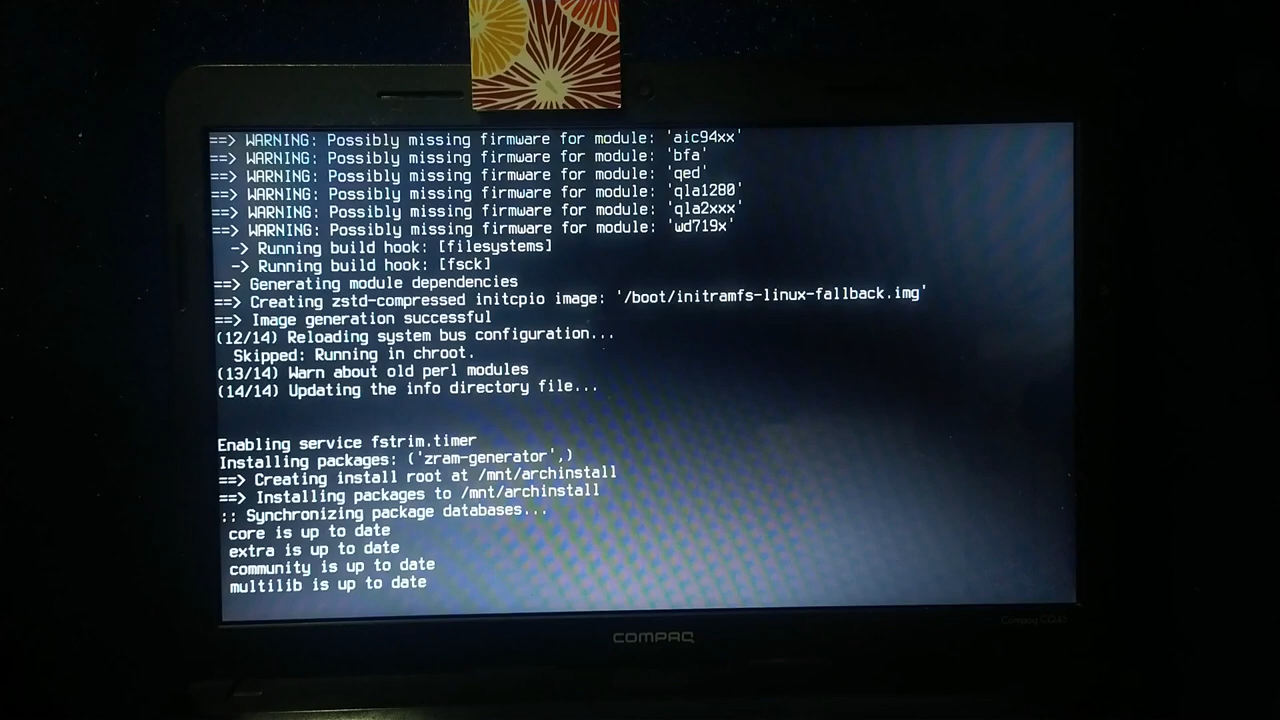 ==> WARNING: Possibly missing firmware for module: 'aic94xx'
==> WARNING: Possibly missing firmware for module: 'bfa'
==> WARNING: Possibly missing firmware for module: 'qed'
==> WARNING: Possibly missing firmware for module: 'qla1280'
==> WARNING: Possibly missing firmware for module: 'qla2xxx'
==> WARNING: Possibly missing firmware for module: 'wd719x'
-> Running build hook: [filesystems]
-> Running build hook: [fsck]
==> Generating module dependencies
==> Creating zstd-compressed initcpio image: '/boot/initramfs-linux-fallback.img'
==> Image generation successful
(12/14) Reloading system bus configuration...
Skipped: Running in chroot.
(13/14) Warn about old perl modules
(14/14) Updating the info directory file...
Enabling service fstrim.timer
Installing packages: ('zram-generator',)
==> Creating install root at /mnt/archinstall
==> Installing packages to /mnt/archinstall
:: Synchronizing package databases...
core is up to date
extra is up to date
community is up to date
multilib is up to date
COMPAQ
Compaq